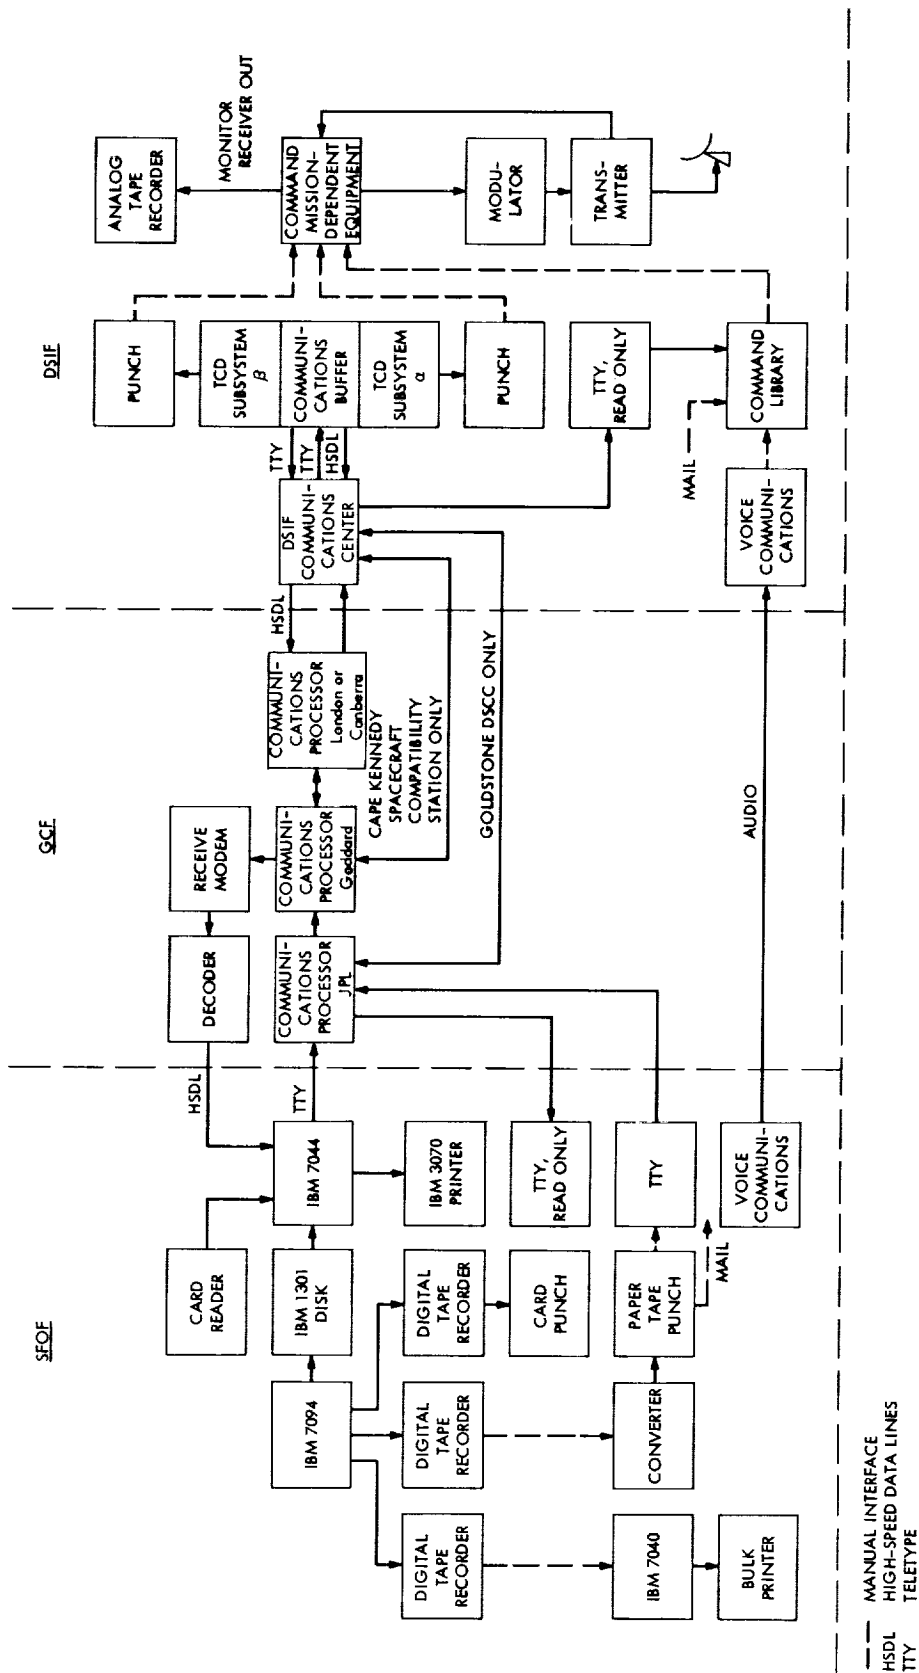 SFOF
GCF
DSIF
CARD
READER
HSDL
DECODER
RECEIVE
MODEM
PUNCH
ANALOG
TAPE
RECORDER
MONITOR
RECEIVER OUT
IBM 7094
IBM 1301
DISK
IBM 7044
TTY
COMMUNI-
CATIONS
PROCESSOR
JPL
COMMUNI-
CATIONS
PROCESSOR
Goddard
COMMUNI-
CATIONS
PROCESSOR
London or
Canberra
HSDL
DSIF
COMMUNI-
CATIONS
CENTER
TTY
TTY
HSDL
TCD
SUBSYSTEM
β
COMMUNI-
CATIONS
BUFFER
TCD
SUBSYSTEM
α
COMMAND
MISSION-
DEPENDENT
EQUIPMENT
CAPE KENNEDY
SPACECRAFT
COMPATIBILITY
STATION ONLY
DIGITAL
TAPE
RECORDER
DIGITAL
TAPE
RECORDER
DIGITAL
TAPE
RECORDER
IBM 3070
PRINTER
GOLDSTONE DSCC ONLY
PUNCH
MODU-
LATOR
CARD
PUNCH
TTY,
READ ONLY
IBM 7040
CONVERTER
PAPER
TAPE
PUNCH
TTY
TTY,
READ ONLY
TRANS-
MITTER
MAIL
MAIL
BULK
PRINTER
VOICE
COMMUNI-
CATIONS
AUDIO
VOICE
COMMUNI-
CATIONS
COMMAND
LIBRARY
MANUAL INTERFACE
HSDL HIGH-SPEED DATA LINES
TTY TELETYPE